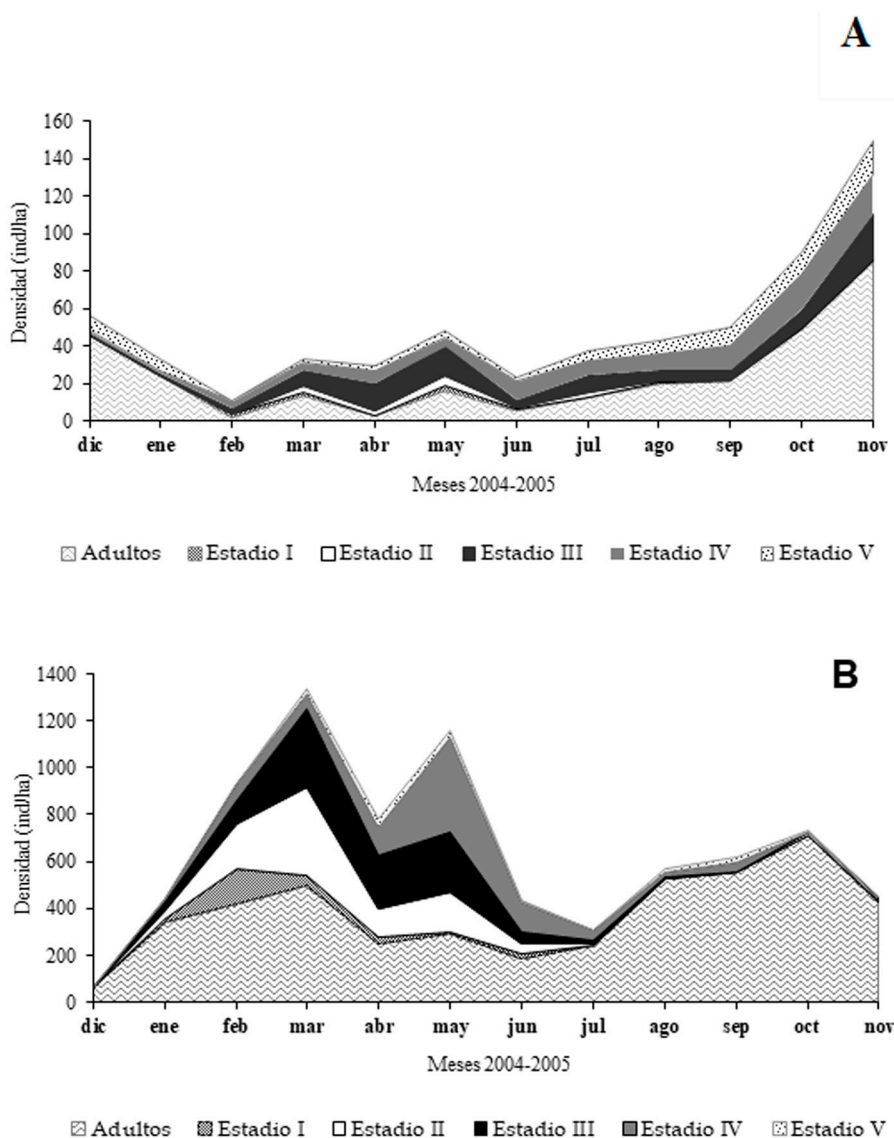 A
160
140
120
100
80
60
40
20
0
Densidad (ind/ha)
dic ene feb mar abr may jun jul ago sep oct nov
Meses 2004-2005
Adultos Estadio I Estadio II Estadio III Estadio IV Estadio V
B
1400
1200
1000
800
600
400
200
0
Densidad (ind/ha)
dic ene feb mar abr may jun jul ago sep oct nov
Meses 2004-2005
Adultos Estadio I Estadio II Estadio III Estadio IV Estadio V